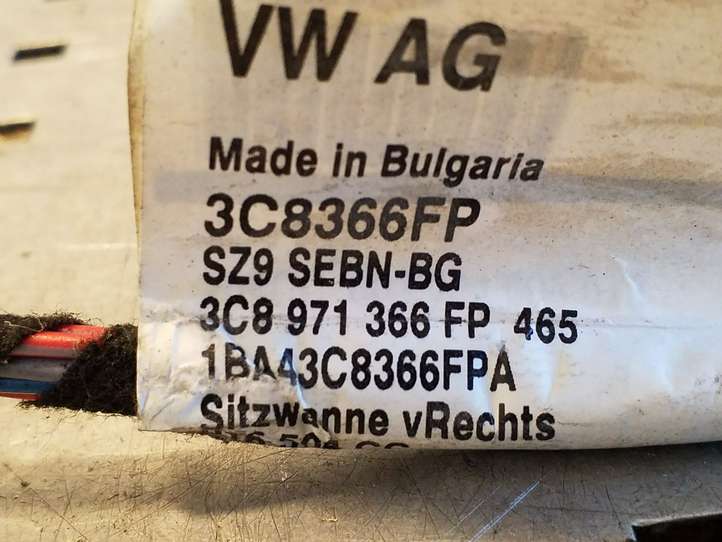 VW AG
Made in Bulgaria
3C8366FP
SZ9 SEBN-BG
3C8 971 366 FP 465
1BA43C8366FPA
Sitzwanne vRechts